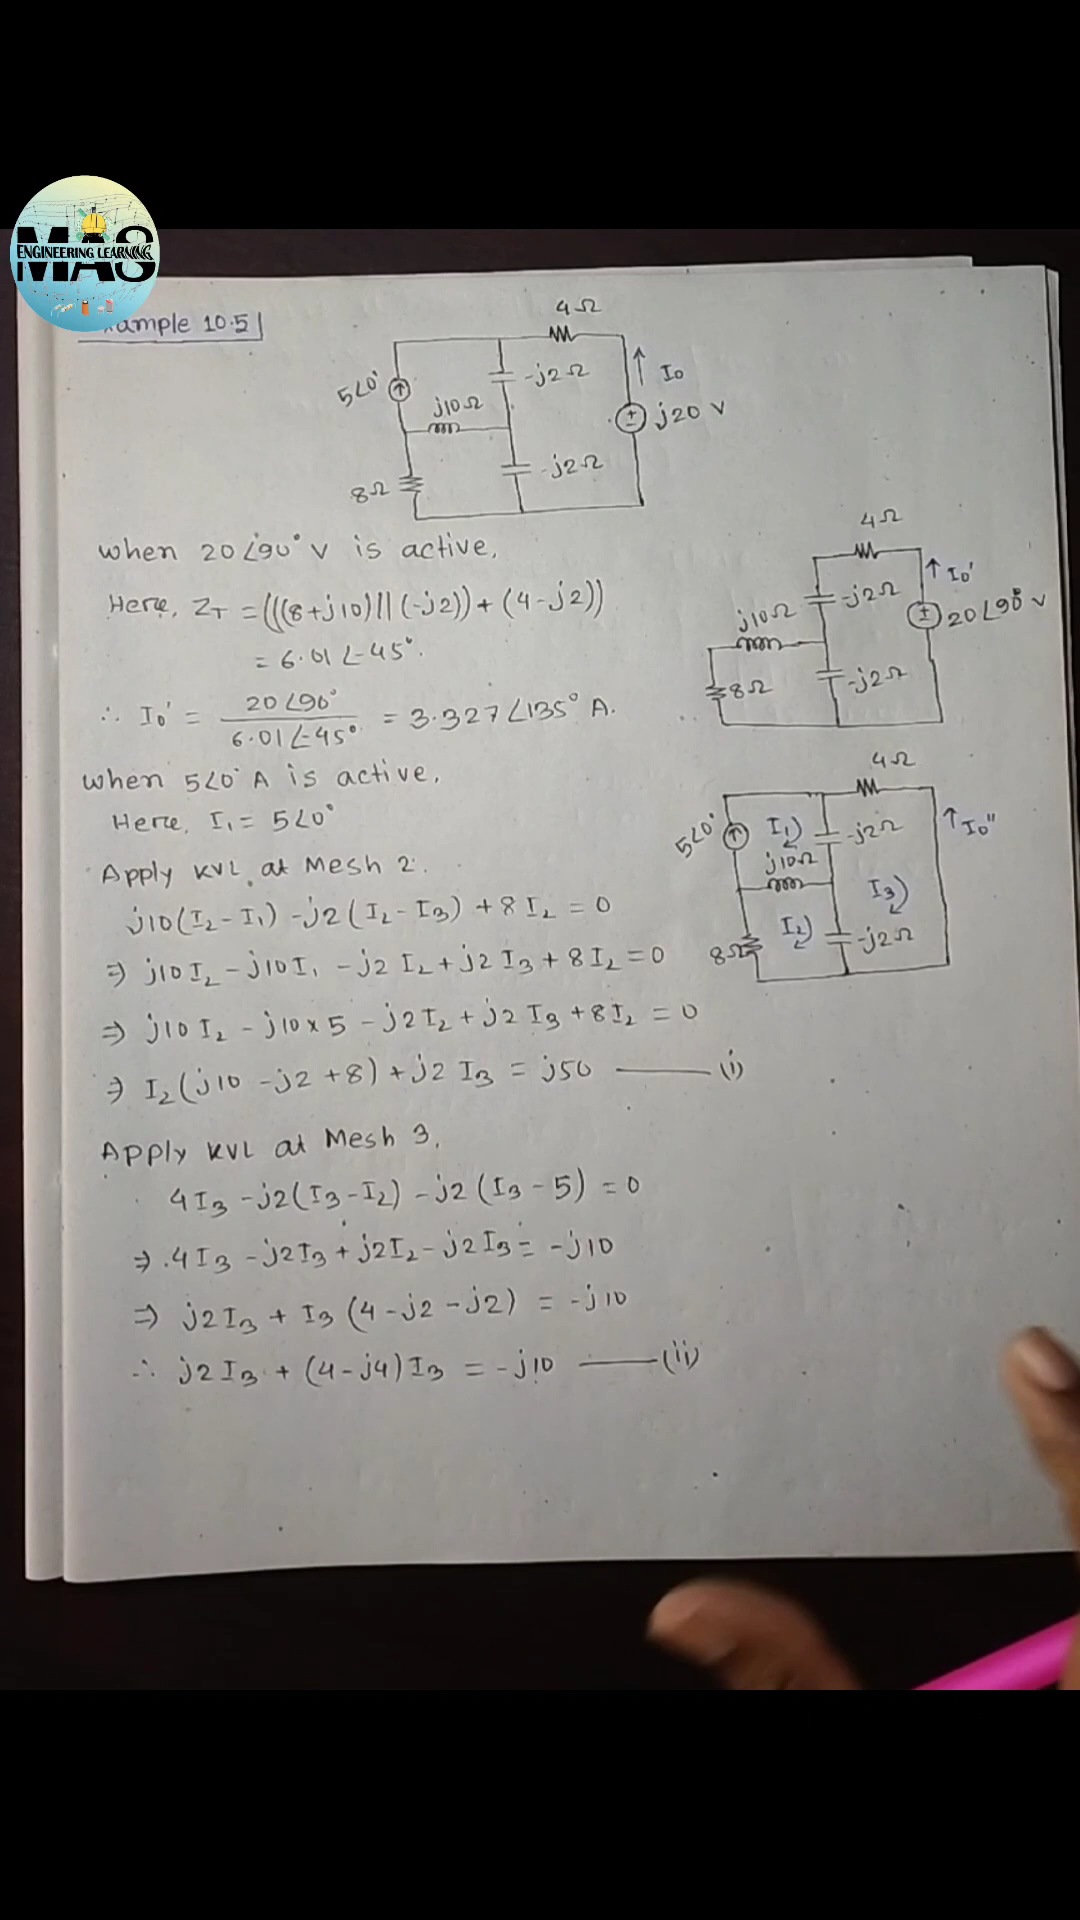 MAS
ENGINEERING LEARNING
xample 10.5
4Ω
5∠0°
-j2Ω
I₀
j10Ω
j20 V
-j2Ω
8Ω
when 20∠90° V is active,
Here, Z_T = (((8+j10)||(-j2)) + (4-j2))
= 6.01∠-45°.
∴ I₀' = 20∠90° / 6.01∠-45° = 3.327∠135° A.
4Ω
I₀'
-j2Ω
j10Ω
20∠90° V
8Ω
-j2Ω
when 5∠0° A is active,
Here, I₁ = 5∠0°
Apply KVL at Mesh 2.
j10(I₂-I₁) -j2(I₂-I₃) + 8I₂ = 0
⇒ j10I₂ - j10I₁ - j2I₂ + j2I₃ + 8I₂ = 0
⇒ j10I₂ - j10×5 - j2I₂ + j2I₃ + 8I₂ = 0
⇒ I₂(j10 - j2 + 8) + j2I₃ = j50 —— (i)
4Ω
5∠0°
I₁
-j2Ω
I₀''
j10Ω
I₃
I₂
-j2Ω
8Ω
Apply KVL at Mesh 3,
4I₃ - j2(I₃-I₂) - j2(I₃-5) = 0
⇒ 4I₃ - j2I₃ + j2I₂ - j2I₃ = -j10
⇒ j2I₃ + I₃(4-j2-j2) = -j10
∴ j2I₃ + (4-j4)I₃ = -j10 —— (ii)